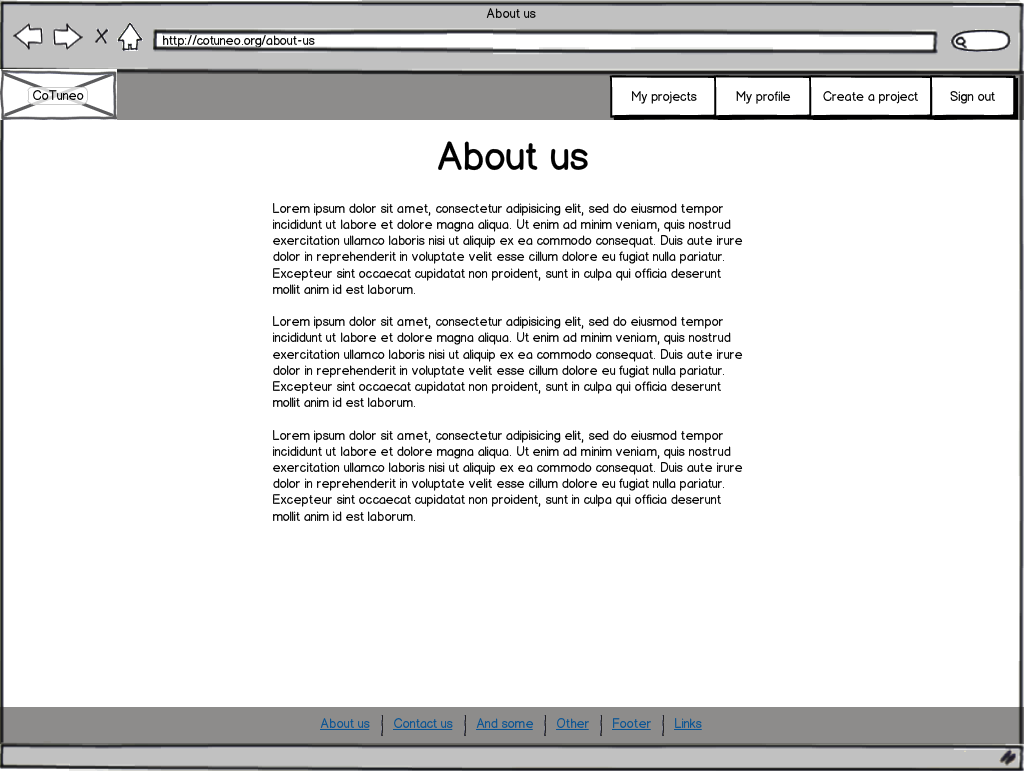 About us
http://cotuneo.org/about-us
CoTuneo
My projects
My profile
Create a project
Sign out
About us
Lorem ipsum dolor sit amet, consectetur adipisicing elit, sed do eiusmod tempor
incididunt ut labore et dolore magna aliqua. Ut enim ad minim veniam, quis nostrud
exercitation ullamco laboris nisi ut aliquip ex ea commodo consequat. Duis aute irure
dolor in reprehenderit in voluptate velit esse cillum dolore eu fugiat nulla pariatur.
Excepteur sint occaecat cupidatat non proident, sunt in culpa qui officia deserunt
mollit anim id est laborum.
Lorem ipsum dolor sit amet, consectetur adipisicing elit, sed do eiusmod tempor
incididunt ut labore et dolore magna aliqua. Ut enim ad minim veniam, quis nostrud
exercitation ullamco laboris nisi ut aliquip ex ea commodo consequat. Duis aute irure
dolor in reprehenderit in voluptate velit esse cillum dolore eu fugiat nulla pariatur.
Excepteur sint occaecat cupidatat non proident, sunt in culpa qui officia deserunt
mollit anim id est laborum.
Lorem ipsum dolor sit amet, consectetur adipisicing elit, sed do eiusmod tempor
incididunt ut labore et dolore magna aliqua. Ut enim ad minim veniam, quis nostrud
exercitation ullamco laboris nisi ut aliquip ex ea commodo consequat. Duis aute irure
dolor in reprehenderit in voluptate velit esse cillum dolore eu fugiat nulla pariatur.
Excepteur sint occaecat cupidatat non proident, sunt in culpa qui officia deserunt
mollit anim id est laborum.
About us | Contact us | And some | Other | Footer | Links